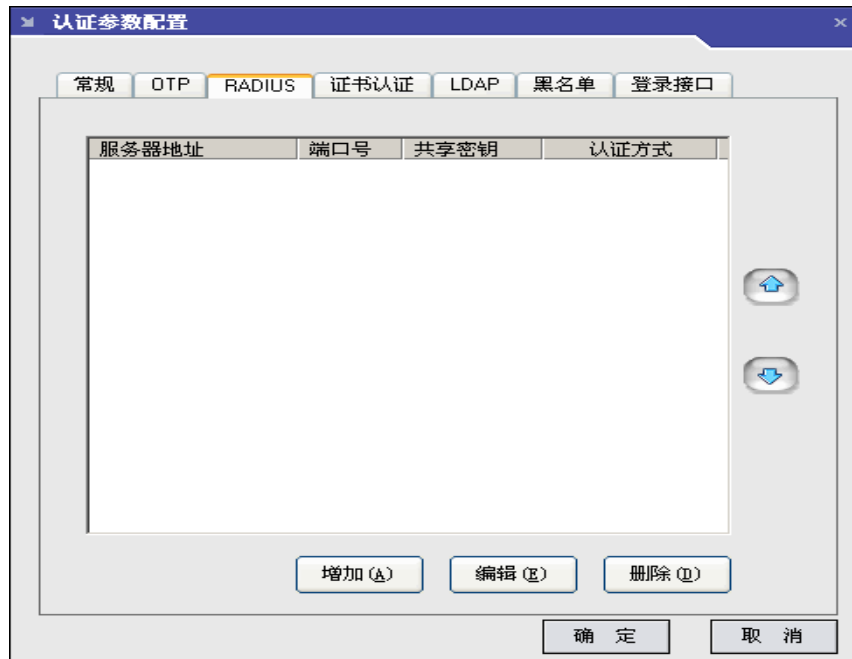 认证参数配置
常规 OTP RADIUS 证书认证 LDAP 黑名单 登录接口
服务器地址 端口号 共享密钥 认证方式
增加(A) 编辑(E) 删除(D)
确 定 取 消